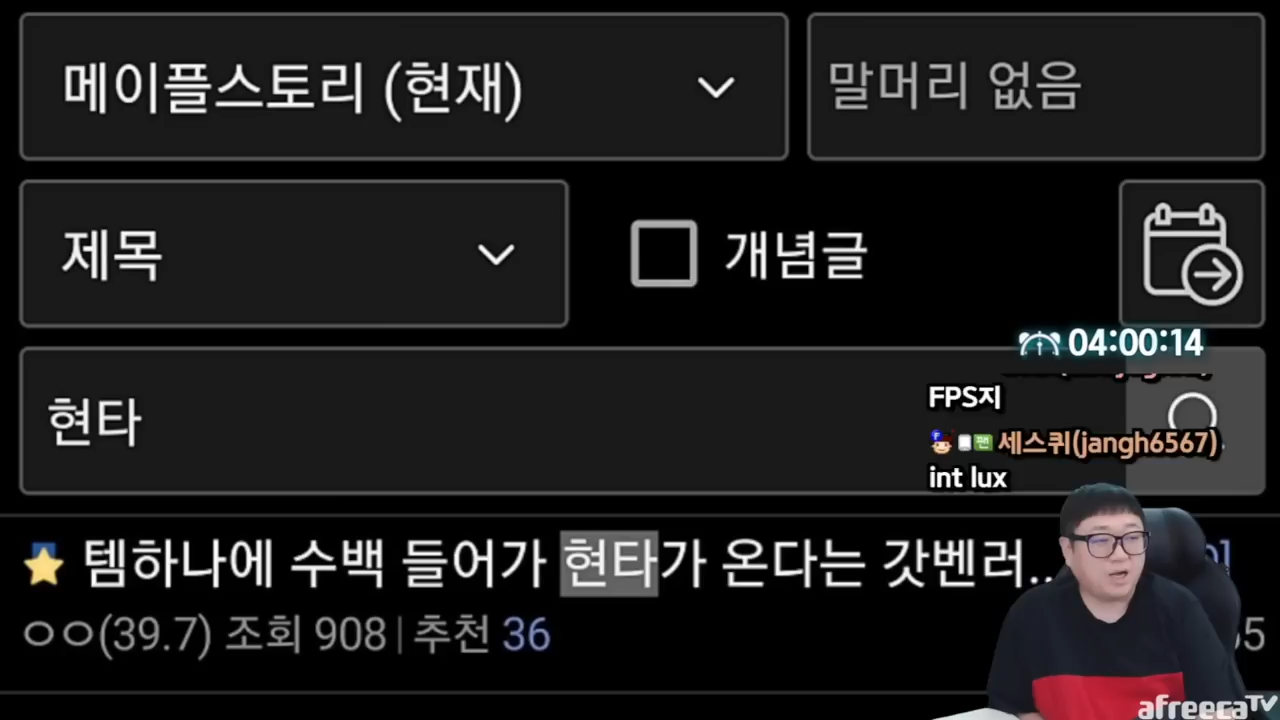 메이플스토리 (현재)
말머리 없음
제목
개념글
04:00:14
현타
FPS지
세스퀴(jangh6567)
int lux
템하나에 수백 들어가 현타가 온다는 갓벤러..
ㅇㅇ(39.7) 조회 908 | 추천 36
afreecaTV